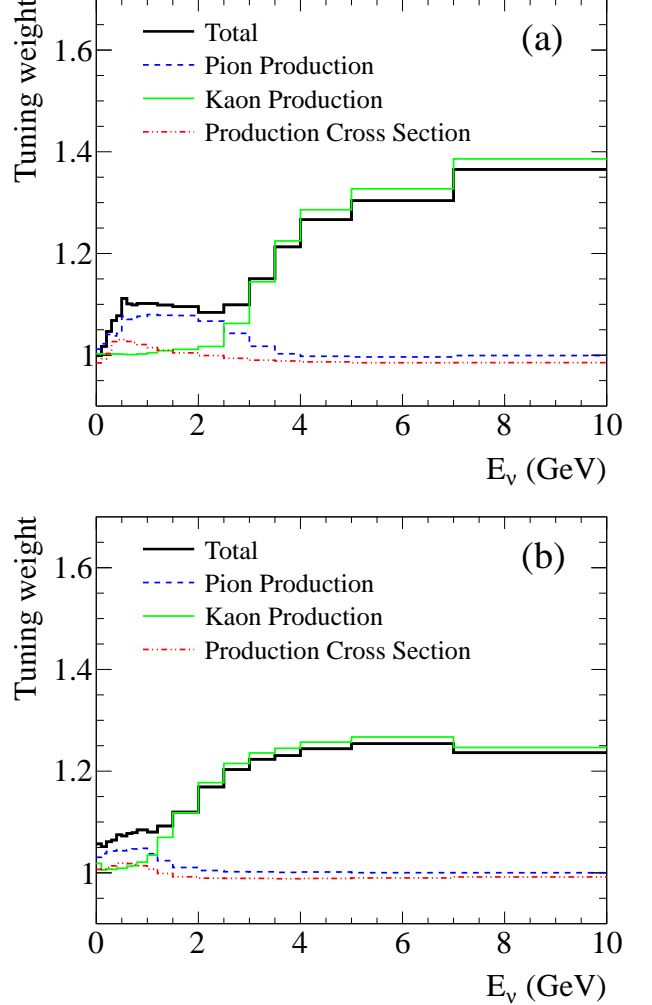 Tuning weight
1.6
1.4
1.2
1
Total
Pion Production
Kaon Production
Production Cross Section
(a)
0 2 4 6 8 10
E_ν (GeV)
Tuning weight
1.6
1.4
1.2
1
Total
Pion Production
Kaon Production
Production Cross Section
(b)
0 2 4 6 8 10
E_ν (GeV)